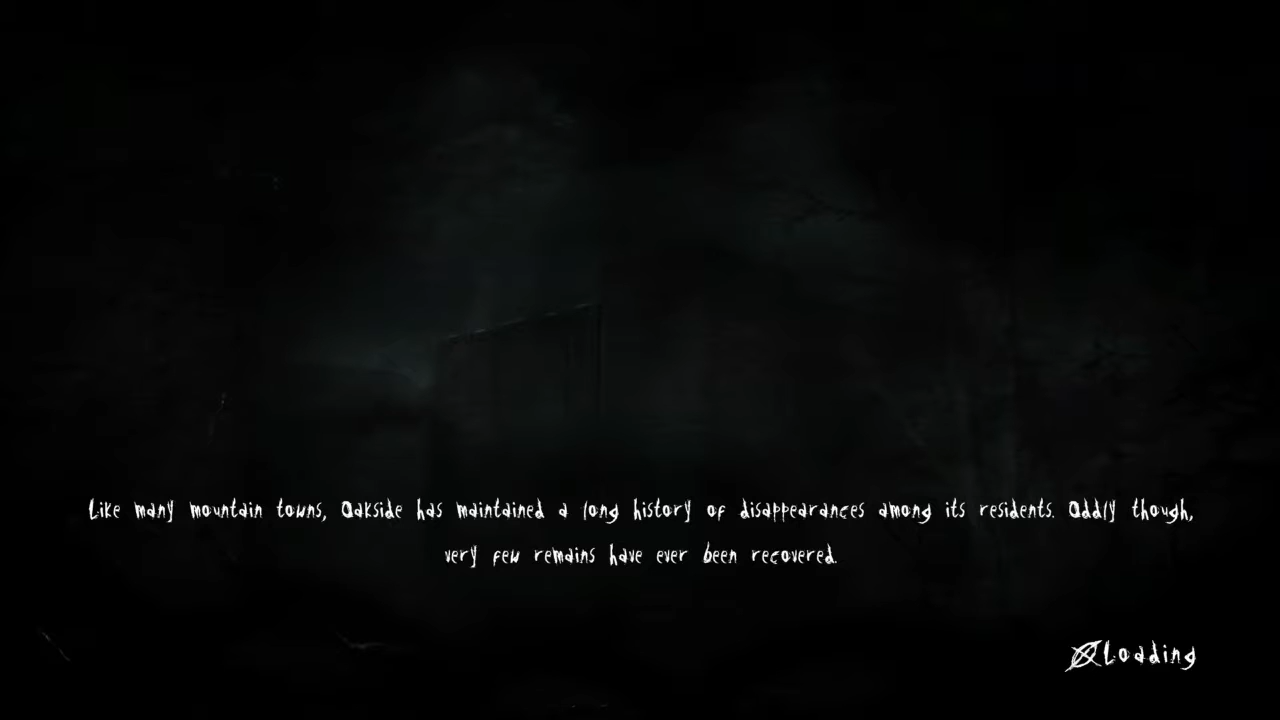 Like many mountain towns, Oakside has maintained a long history of disappearances among its residents. Oddly though,
very few remains have ever been recovered.
Loading